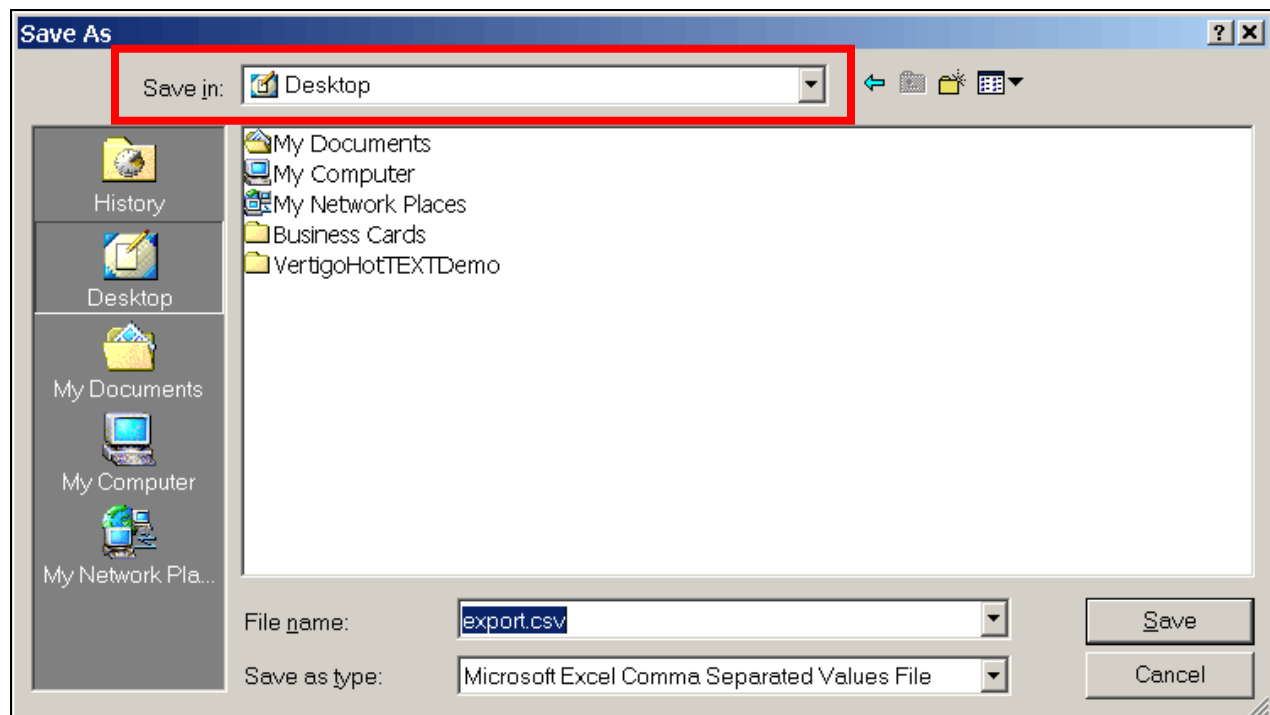 Save As
Save in: Desktop
History
Desktop
My Documents
My Computer
My Network Pla...
My Documents
My Computer
My Network Places
Business Cards
VertigoHotTEXTDemo
File name: export.csv Save
Save as type: Microsoft Excel Comma Separated Values File Cancel